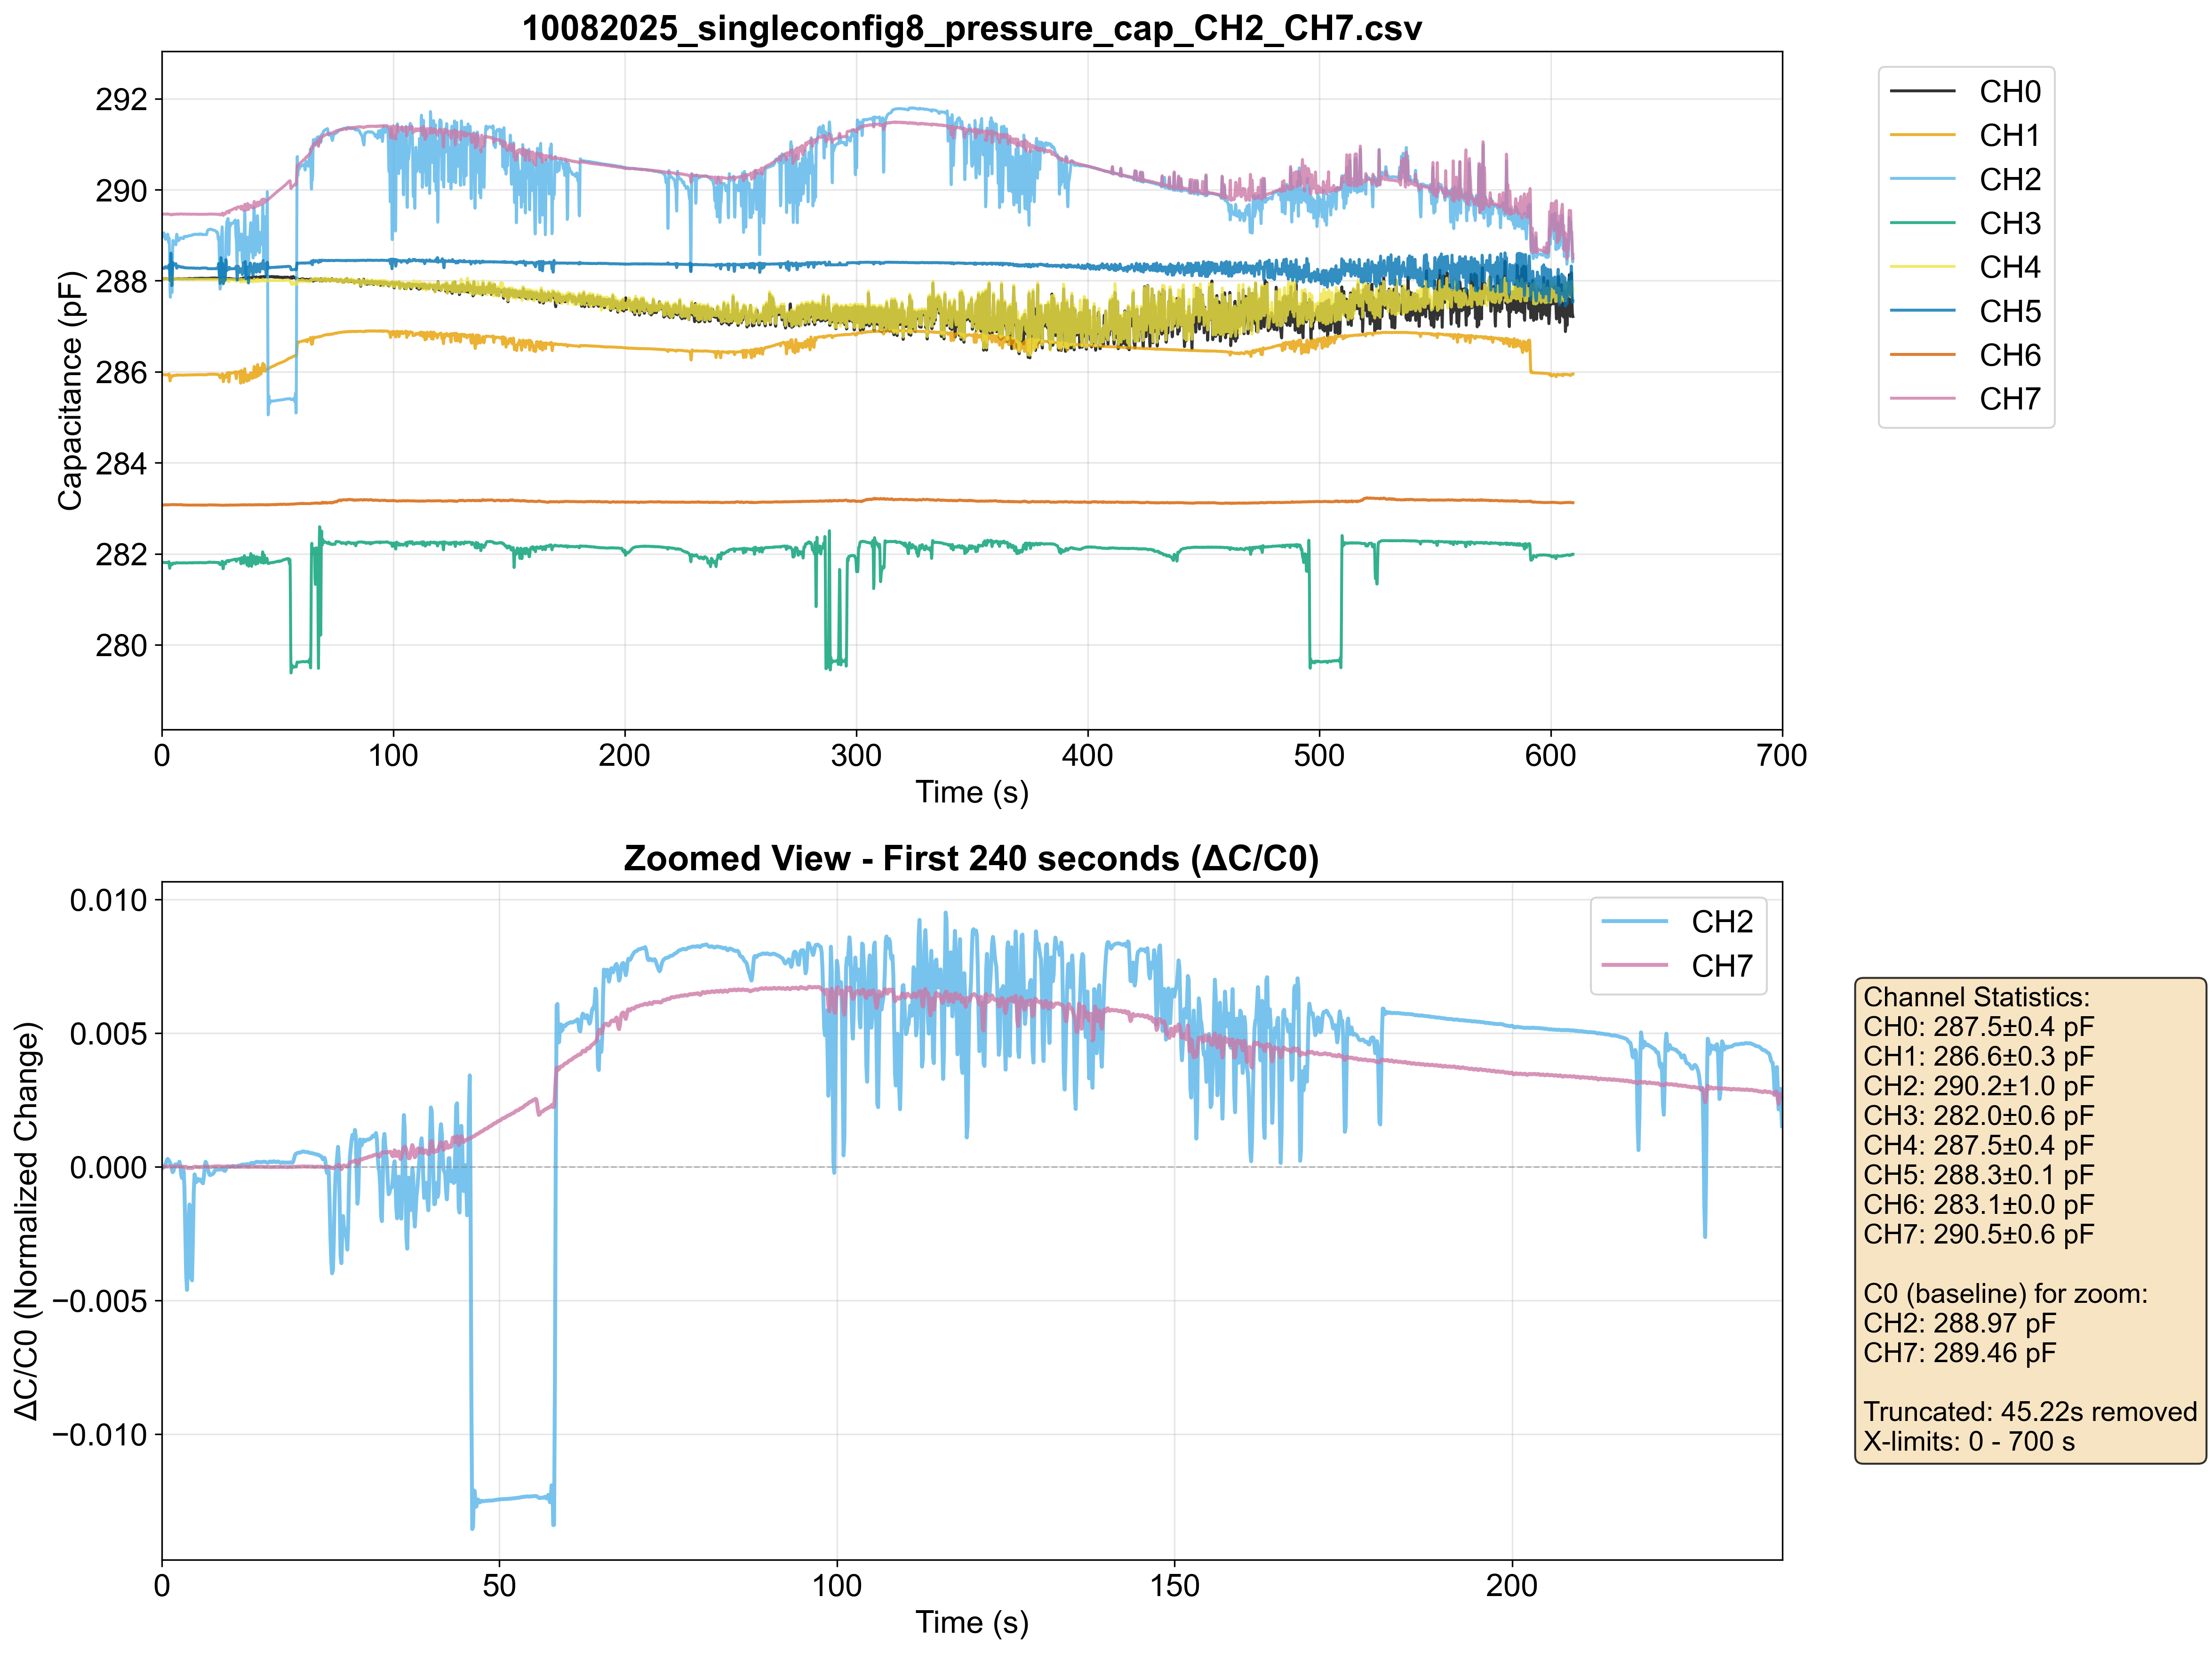 10082025_singleconfig8_pressure_cap_CH2_CH7.csv
Capacitance (pF)
292
290
288
286
284
282
280
0 100 200 300 400 500 600 700
Time (s)
CH0
CH1
CH2
CH3
CH4
CH5
CH6
CH7
Zoomed View - First 240 seconds (ΔC/C0)
ΔC/C0 (Normalized Change)
0.010
0.005
0.000
−0.005
−0.010
0 50 100 150 200
Time (s)
CH2
CH7
Channel Statistics:
CH0: 287.5±0.4 pF
CH1: 286.6±0.3 pF
CH2: 290.2±1.0 pF
CH3: 282.0±0.6 pF
CH4: 287.5±0.4 pF
CH5: 288.3±0.1 pF
CH6: 283.1±0.0 pF
CH7: 290.5±0.6 pF
C0 (baseline) for zoom:
CH2: 288.97 pF
CH7: 289.46 pF
Truncated: 45.22s removed
X-limits: 0 - 700 s